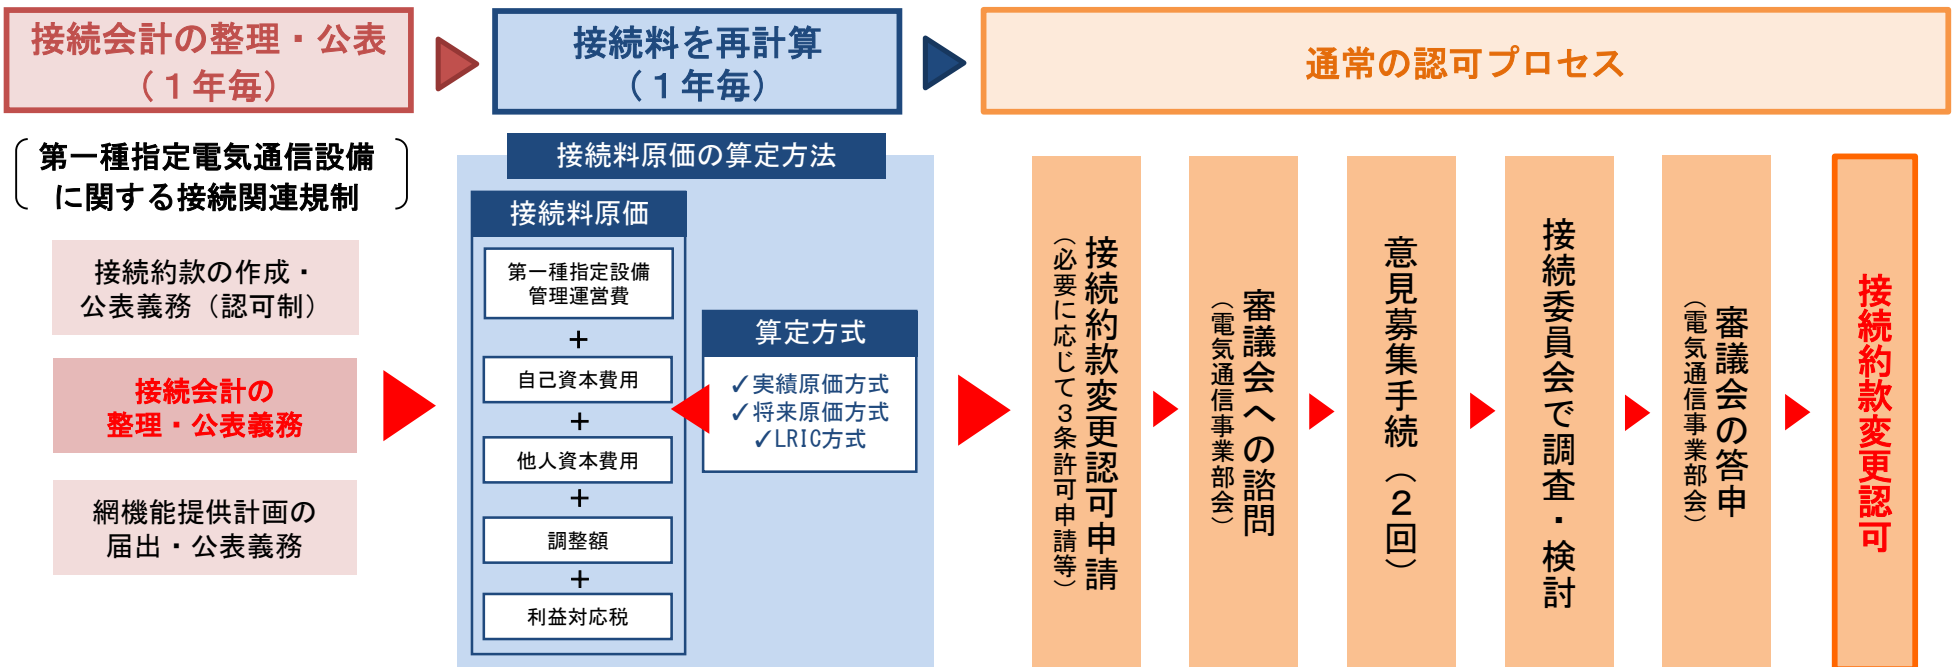 接続会計の整理・公表
（１年毎）
接続料を再計算
（１年毎）
通常の認可プロセス
第一種指定電気通信設備
に関する接続関連規制
接続約款の作成・
公表義務（認可制）
接続会計の
整理・公表義務
網機能提供計画の
届出・公表義務
接続料原価の算定方法
接続料原価
第一種指定設備
管理運営費
＋
自己資本費用
＋
他人資本費用
＋
調整額
＋
利益対応税
算定方式
✓実績原価方式
✓将来原価方式
✓LRIC方式
接続約款変更認可申請
（必要に応じて３条許可申請等）
審議会への諮問
（電気通信事業部会）
意見募集手続（２回）
接続委員会で調査・検討
審議会の答申
（電気通信事業部会）
接続約款変更認可